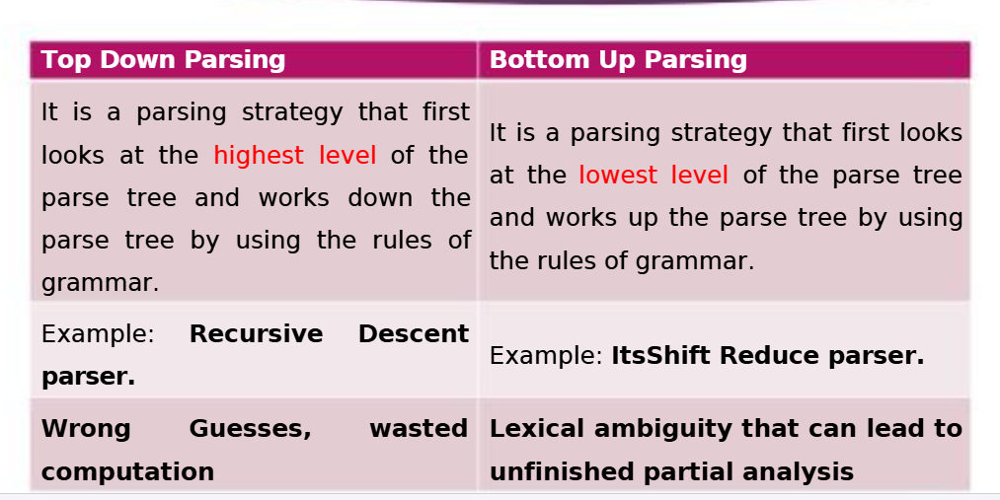 Top Down Parsing
Bottom Up Parsing
It is a parsing strategy that first
looks at the highest level of the
parse tree and works down the
parse tree by using the rules of
grammar.
It is a parsing strategy that first looks
at the lowest level of the parse tree
and works up the parse tree by using
the rules of grammar.
Example: Recursive Descent
parser.
Example: ItsShift Reduce parser.
Wrong Guesses, wasted
computation
Lexical ambiguity that can lead to
unfinished partial analysis